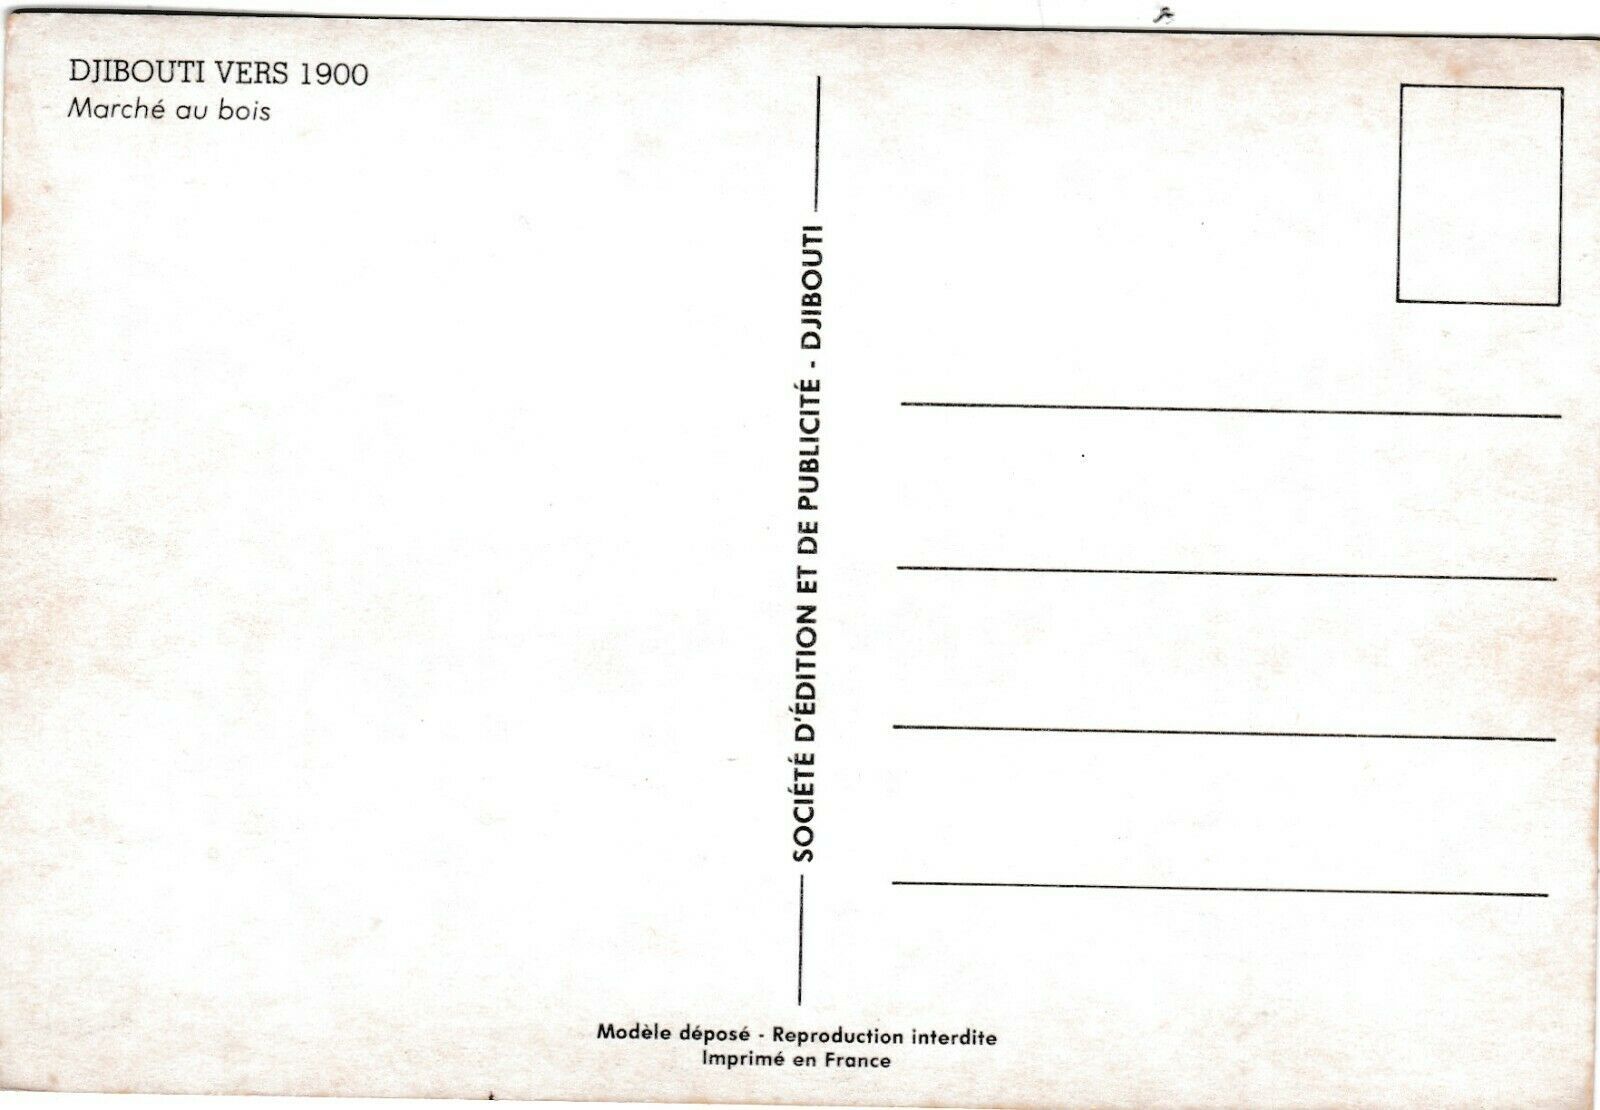 DJIBOUTI VERS 1900
Marché au bois
SOCIÉTÉ D'ÉDITION ET DE PUBLICITÉ - DJIBOUTI
Modèle déposé - Reproduction interdite
Imprimé en France